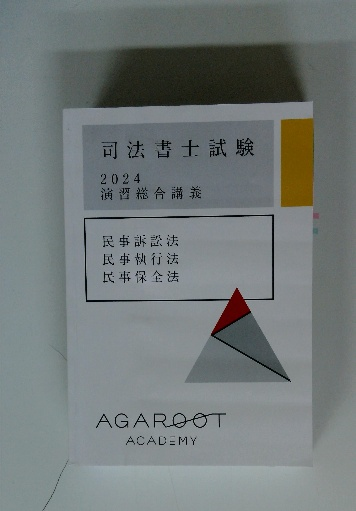 司法書士試験
2024
演習総合講義
民事訴訟法
民事執行法
民事保全法
AGAROOT
ACADEMY